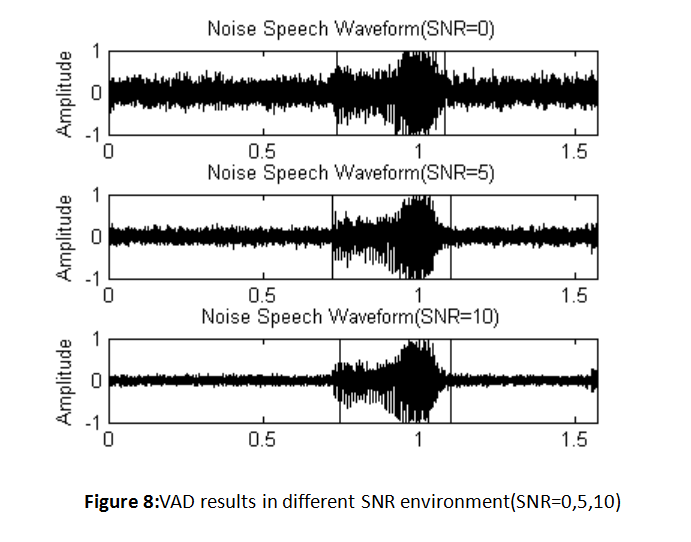 Noise Speech Waveform(SNR=0)
Amplitude
1
0
-1
0 0.5 1 1.5
Noise Speech Waveform(SNR=5)
Amplitude
1
0
-1
0 0.5 1 1.5
Noise Speech Waveform(SNR=10)
Amplitude
1
0
-1
0 0.5 1 1.5
Figure 8:VAD results in different SNR environment(SNR=0,5,10)